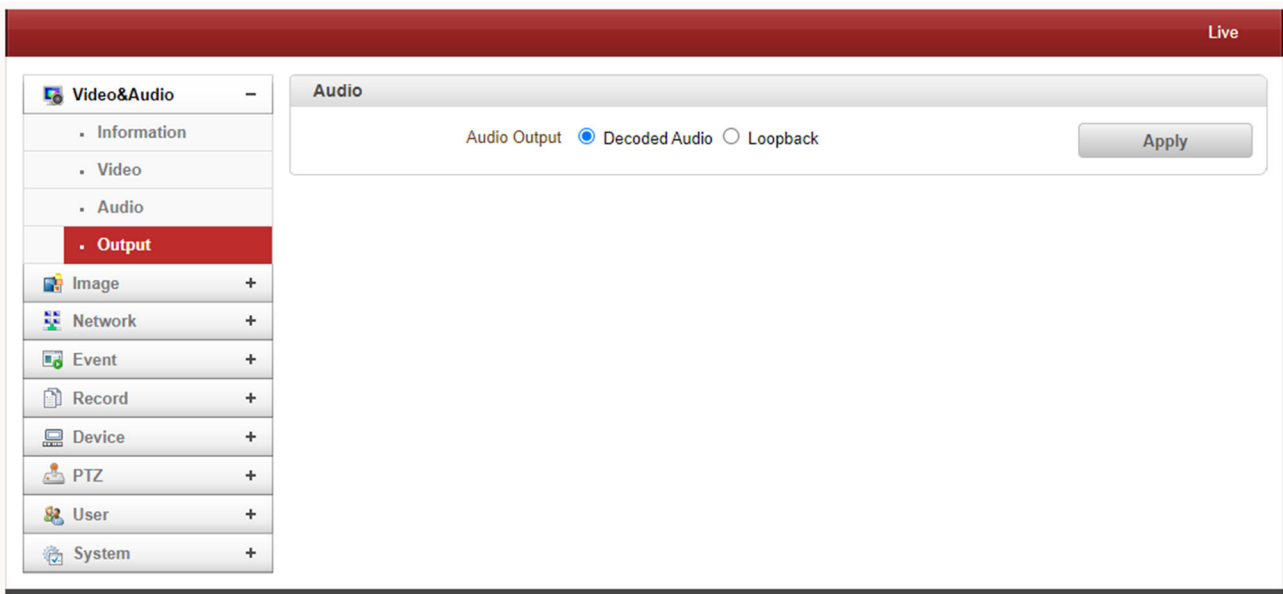 Live
Video&Audio −
Information
Video
Audio
Output
Image +
Network +
Event +
Record +
Device +
PTZ +
User +
System +
Audio
Audio Output Decoded Audio Loopback Apply